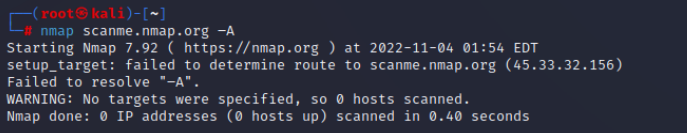 ┌──(root㉿kali)-[~]
└─# nmap scanme.nmap.org –A
Starting Nmap 7.92 ( https://nmap.org ) at 2022-11-04 01:54 EDT
setup_target: failed to determine route to scanme.nmap.org (45.33.32.156)
Failed to resolve "–A".
WARNING: No targets were specified, so 0 hosts scanned.
Nmap done: 0 IP addresses (0 hosts up) scanned in 0.40 seconds